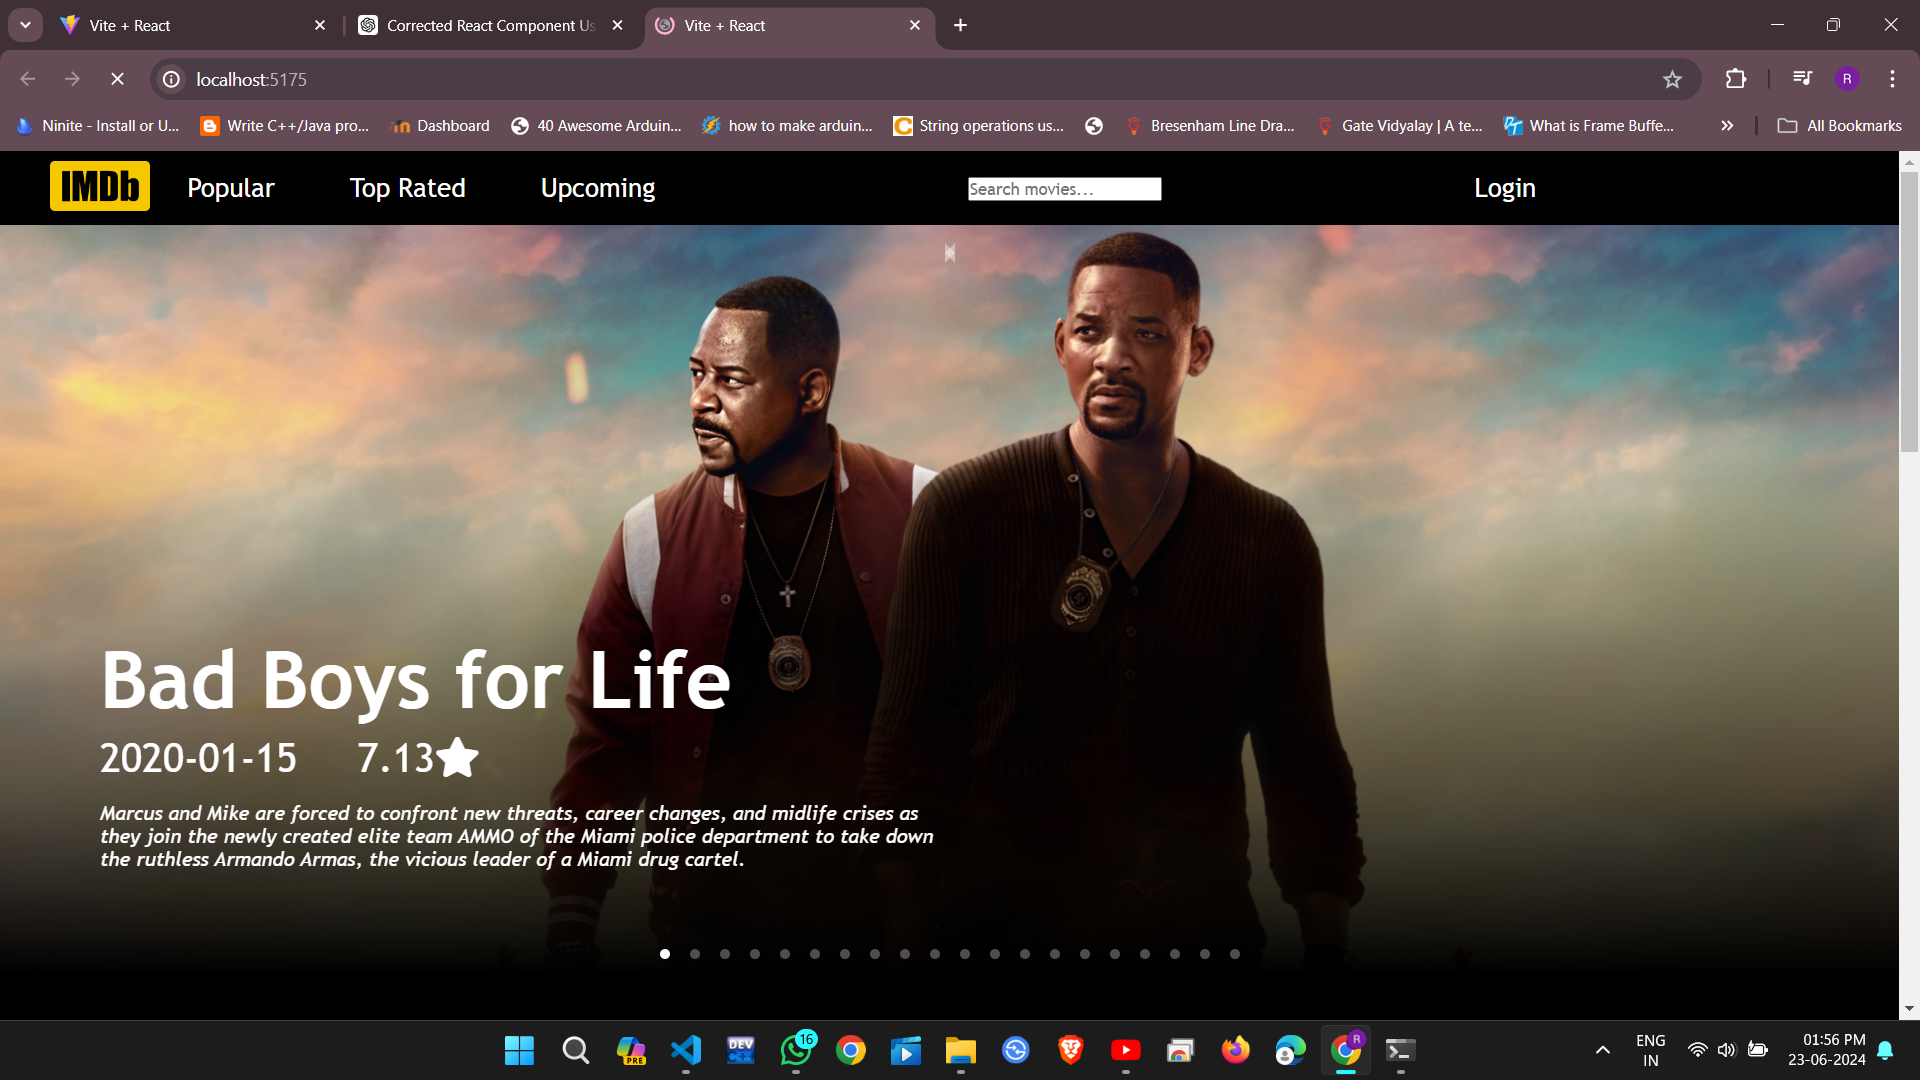 Vite + React
Corrected React Component Us
Vite + React
localhost:5175
R
Ninite - Install or U...
Write C++/Java pro...
Dashboard
40 Awesome Arduin...
how to make arduin...
String operations us...
Bresenham Line Dra...
Gate Vidyalay | A te...
What is Frame Buffe...
All Bookmarks
IMDb
Popular
Top Rated
Upcoming
Search movies...
Login
Bad Boys for Life
2020-01-15
7.13
Marcus and Mike are forced to confront new threats, career changes, and midlife crises as
they join the newly created elite team AMMO of the Miami police department to take down
the ruthless Armando Armas, the vicious leader of a Miami drug cartel.
PRE
DEV
16
R
ENG
IN
01:56 PM
23-06-2024